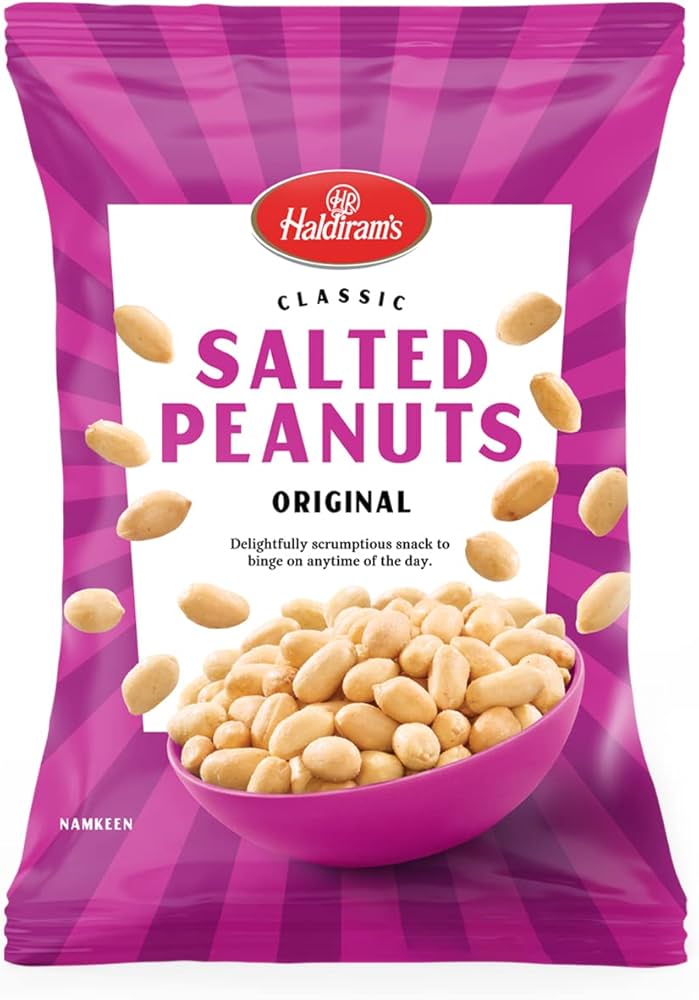 HR
Haldiram's
CLASSIC
SALTED
PEANUTS
ORIGINAL
Delightfully scrumptious snack to
binge on anytime of the day.
NAMKEEN